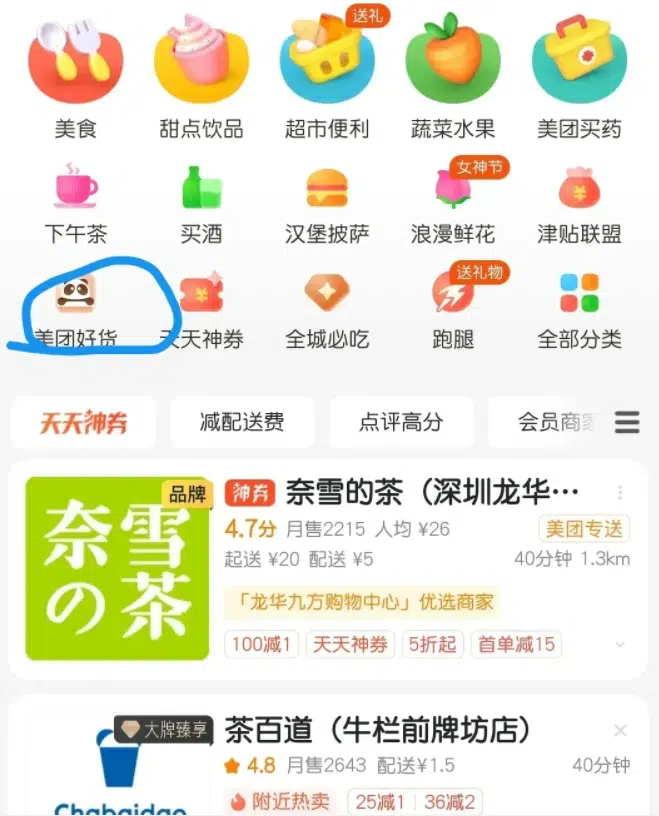 送礼
美食 甜点饮品 超市便利 蔬菜水果 美团买药
女神节
下午茶 买酒 汉堡披萨 浪漫鲜花 津贴联盟
送礼物
美团好货 天天神券 全城必吃 跑腿 全部分类
天天神券 减配送费 点评高分 会员商家
品牌 神券 奈雪的茶（深圳龙华…
奈雪の茶
4.7分 月售2215 人均 ¥26 美团专送
起送 ¥20 配送 ¥5 40分钟 1.3km
「龙华九方购物中心」优选商家
100减1 天天神券 5折起 首单减15
大牌臻享 茶百道（牛栏前牌坊店）
4.8 月售2643 配送¥1.5 40分钟
Chabaidao 附近热卖 25减1 36减2